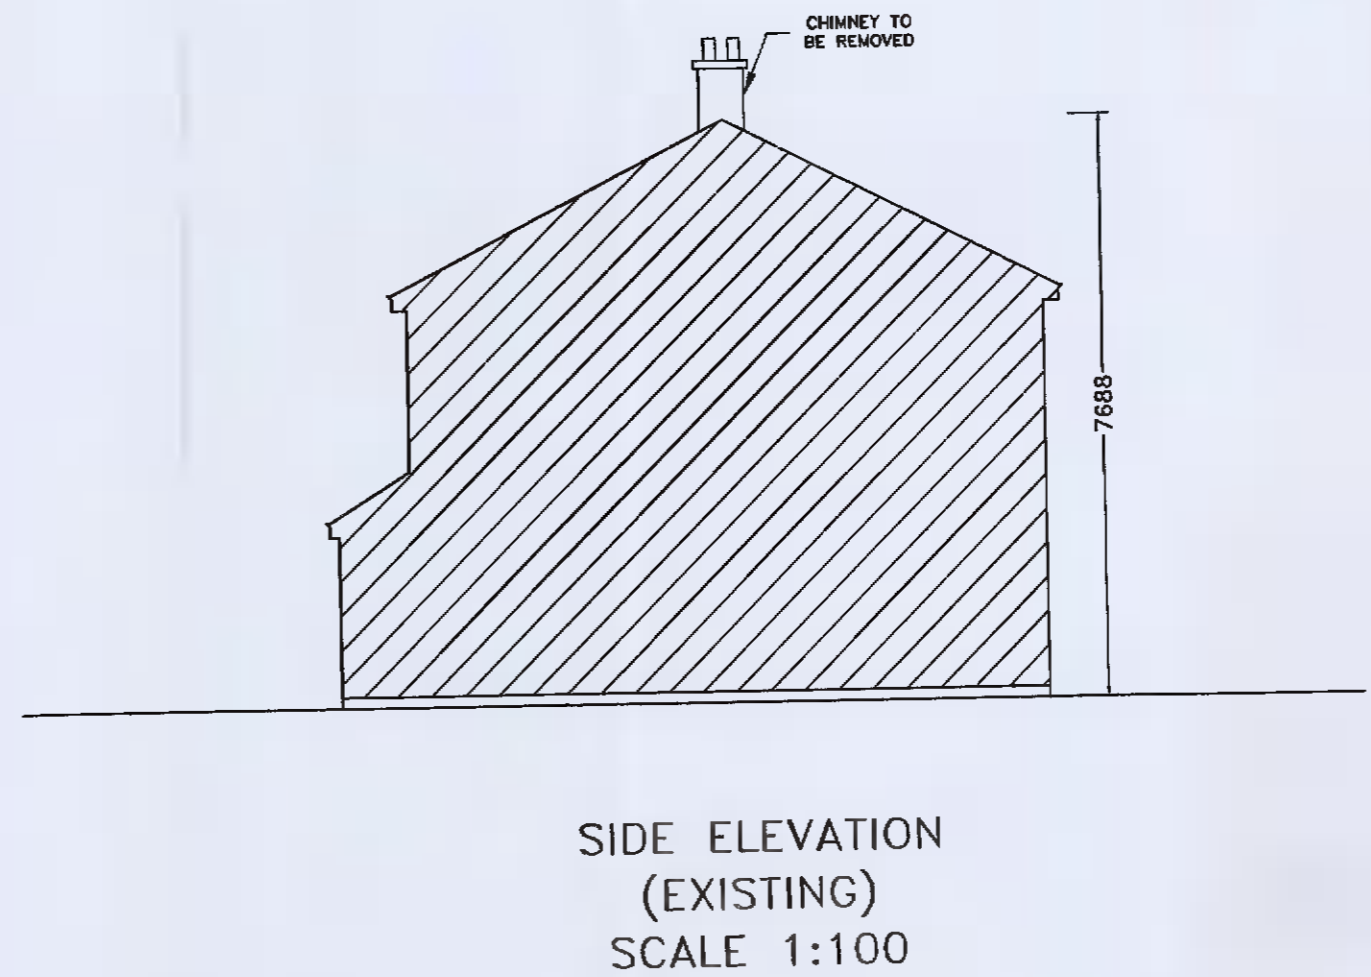 CHIMNEY TO
BE REMOVED
7688
SIDE ELEVATION
(EXISTING)
SCALE 1:100